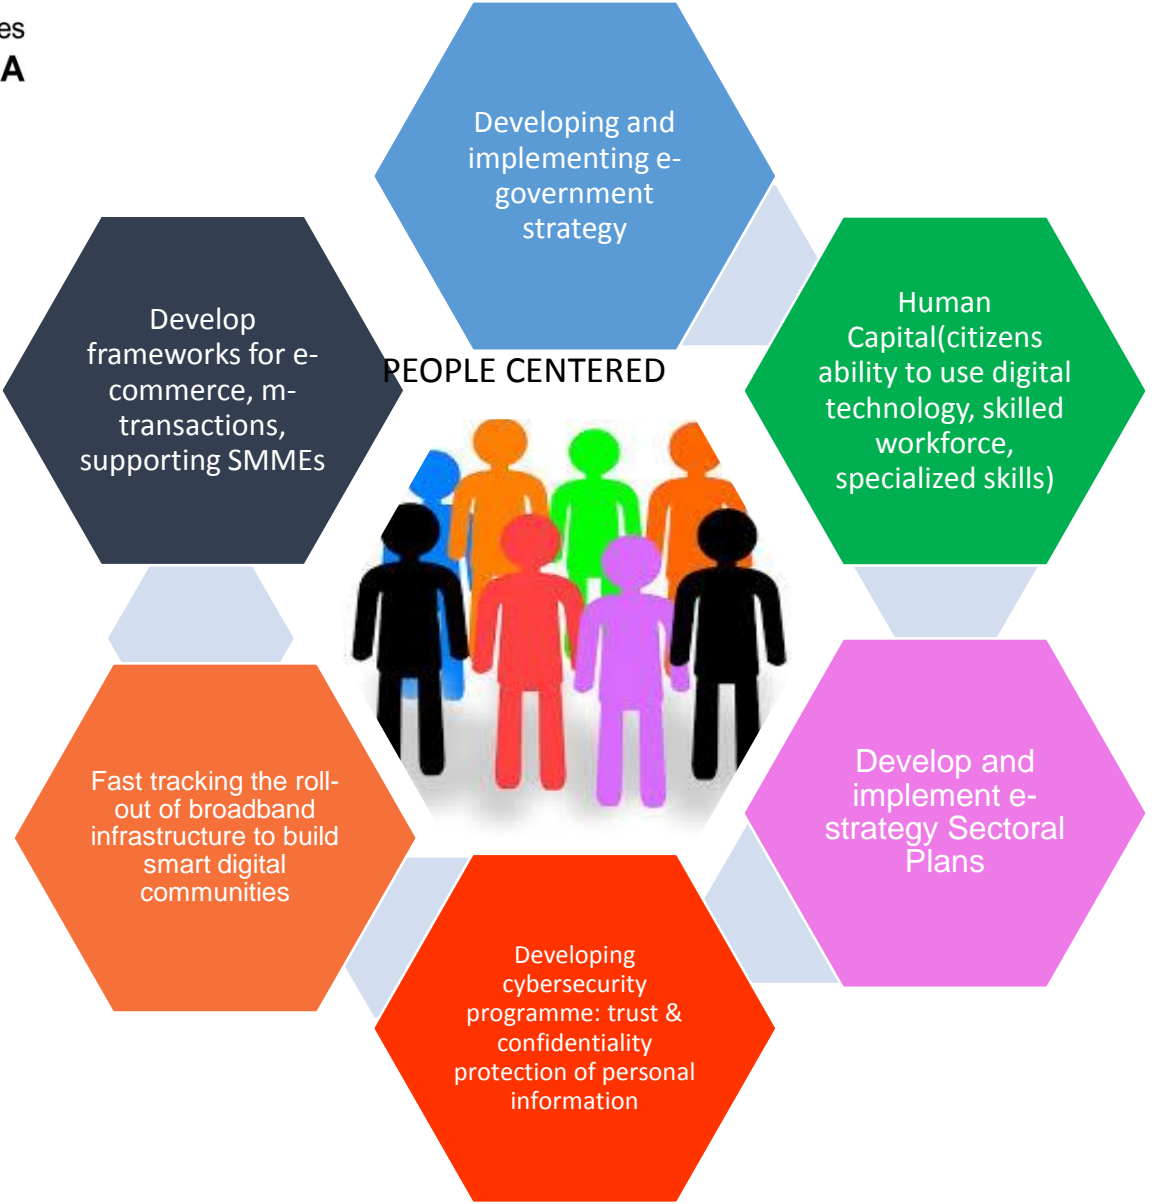 es
A
Developing and
implementing e-
government
strategy
Human
Capital(citizens
ability to use digital
technology, skilled
workforce,
specialized skills)
Develop
frameworks for e-
commerce, m-
transactions,
supporting SMMEs
PEOPLE CENTERED
Develop and
implement e-
strategy Sectoral
Plans
Fast tracking the roll-
out of broadband
infrastructure to build
smart digital
communities
Developing
cybersecurity
programme: trust &
confidentiality
protection of personal
information